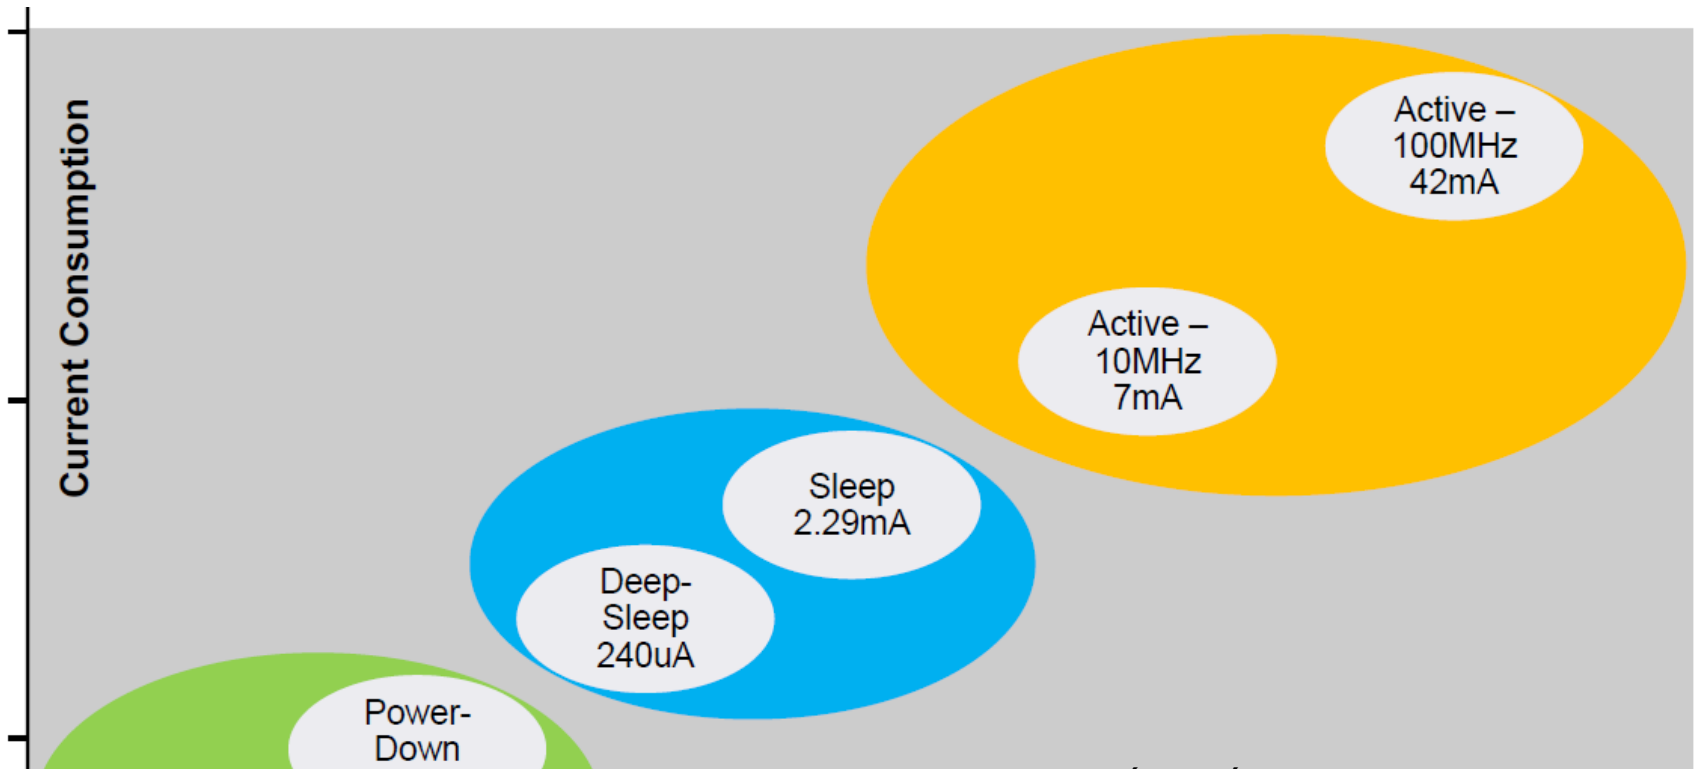 Current Consumption
Active –
100MHz
42mA
Active –
10MHz
7mA
Sleep
2.29mA
Deep-
Sleep
240uA
Power-
Down